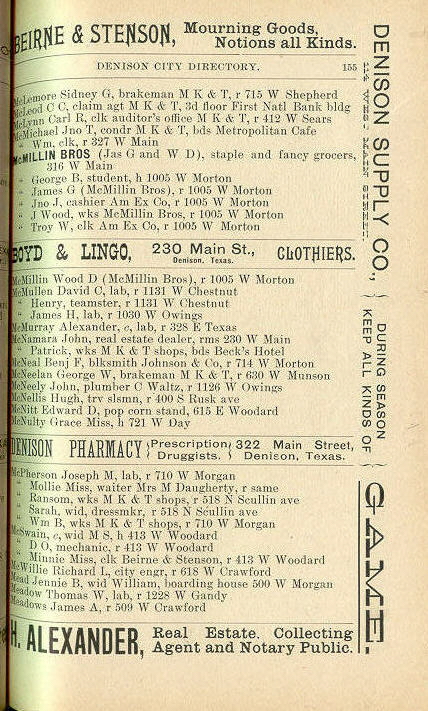 BEIRNE & STENSON, Mourning Goods, Notions all Kinds.
DENISON CITY DIRECTORY. 155
McLemore Sidney G, brakeman M K & T, r 715 W Shepherd
McLeod C C, claim agt M K & T, 3d floor First Natl Bank bldg
McLynn Carl R, clk auditor's office M K & T, r 412 W Sears
McMichael Jno T, condr M K & T, bds Metropolitan Cafe
" Wm, clk, r 327 W Main
McMILLIN BROS (Jas G and W D), staple and fancy grocers,
316 W Main
" George B, student, h 1005 W Morton
" James G (McMillin Bros), r 1005 W Morton
" Jno J, cashier Am Ex Co, r 1005 W Morton
" J Wood, wks McMillin Bros, r 1005 W Morton
" Troy W, clk Am Ex Co, r 1005 W Morton
BOYD & LINGO, 230 Main St., Denison, Texas. CLOTHIERS.
McMillin Wood D (McMillin Bros), r 1005 W Morton
McMullen David C, lab, r 1131 W Chestnut
" Henry, teamster, r 1131 W Chestnut
" James H, lab, r 1030 W Owings
McMurray Alexander, c, lab, r 328 E Texas
McNamara John, real estate dealer, rms 230 W Main
" Patrick, wks M K & T shops, bds Beck's Hotel
McNeal Benj F, blksmith Johnson & Co, r 714 W Morton
McNeelan George W, brakeman M K & T, r 630 W Munson
McNeely John, plumber C Waltz, r 1126 W Owings
McNellis Hugh, trv slsmn, r 400 S Rusk ave
McNitt Edward D, pop corn stand, 615 E Woodard
McNulty Grace Miss, h 721 W Day
DENISON PHARMACY Prescription Druggists. 322 Main Street, Denison, Texas.
McPherson Joseph M, lab, r 710 W Morgan
" Mollie Miss, waiter Mrs M Daugherty, r same
" Ransom, wks M K & T shops, r 518 N Scullin ave
" Sarah, wid, dressmkr, r 518 N Scullin ave
" Wm B, wks M K & T shops, r 710 W Morgan
McSwain, c, wid M S, h 413 W Woodard
" D O, mechanic, r 413 W Woodard
" Minnie Miss, clk Beirne & Stenson, r 413 W Woodard
McWillie Richard L, city engr, r 618 W Crawford
Mead Jennie B, wid William, boarding house 500 W Morgan
Meadow Thomas W, lab, r 1228 W Gandy
Meadows James A, r 509 W Crawford
H. ALEXANDER, Real Estate, Collecting Agent and Notary Public.
DENISON SUPPLY CO.,
DURING SEASON
KEEP ALL KINDS OF
GAME.